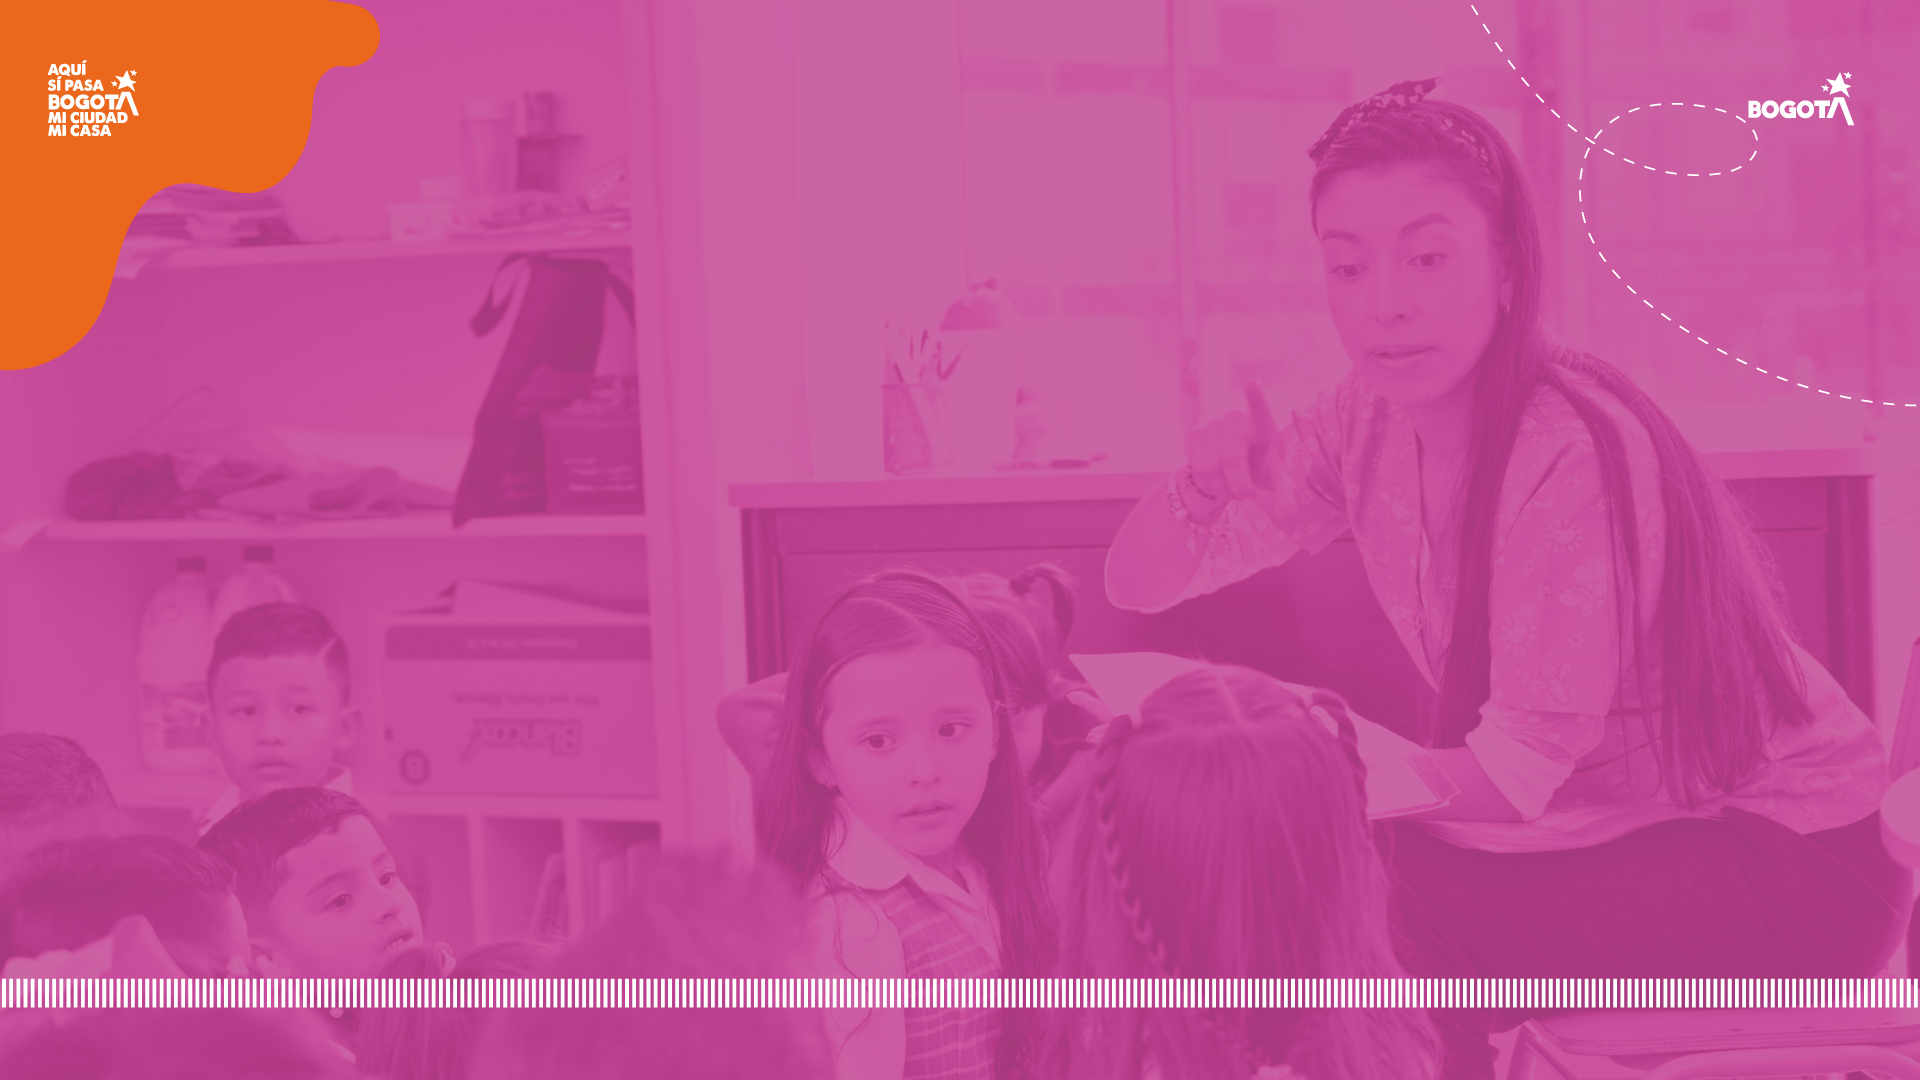 AQUÍ
SÍ PASA
BOGOTÁ
MI CIUDAD
MI CASA
BOGOTÁ